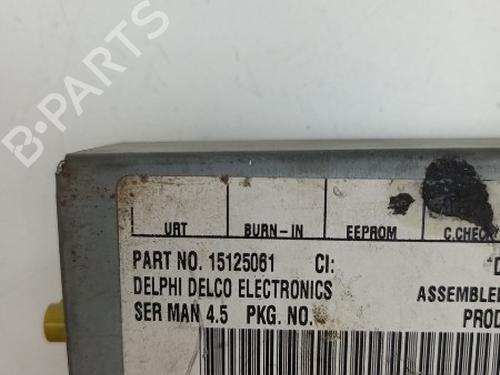 B-PARTS
URT BURN-IN EEPROM C.CHECK
PART NO. 15125061 CI:
DELPHI DELCO ELECTRONICS ASSEMBLE
SER MAN 4.5 PKG. NO. PROD